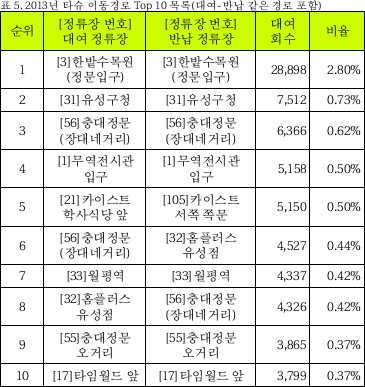 표 5. 2013년 타슈 이동경로 Top 10 목록(대여-반납 같은 경로 포함)
순위 [정류장 번호] 대여 정류장 [정류장 번호] 반납 정류장 대여 회수 비율
1 [3]한밭수목원 (정문입구) [3]한밭수목원 (정문입구) 28,898 2.80%
2 [31]유성구청 [31]유성구청 7,512 0.73%
3 [56]충대정문 (장대네거리) [56]충대정문 (장대네거리) 6,366 0.62%
4 [1]무역전시관 입구 [1]무역전시관 입구 5,158 0.50%
5 [21]카이스트 학사식당 앞 [105]카이스트 서쪽 쪽문 5,150 0.50%
6 [56]충대정문 (장대네거리) [32]홈플러스 유성점 4,527 0.44%
7 [33]월평역 [33]월평역 4,337 0.42%
8 [32]홈플러스 유성점 [56]충대정문 (장대네거리) 4,326 0.42%
9 [55]충대정문 오거리 [55]충대정문 오거리 3,865 0.37%
10 [17]타임월드 앞 [17]타임월드 앞 3,799 0.37%